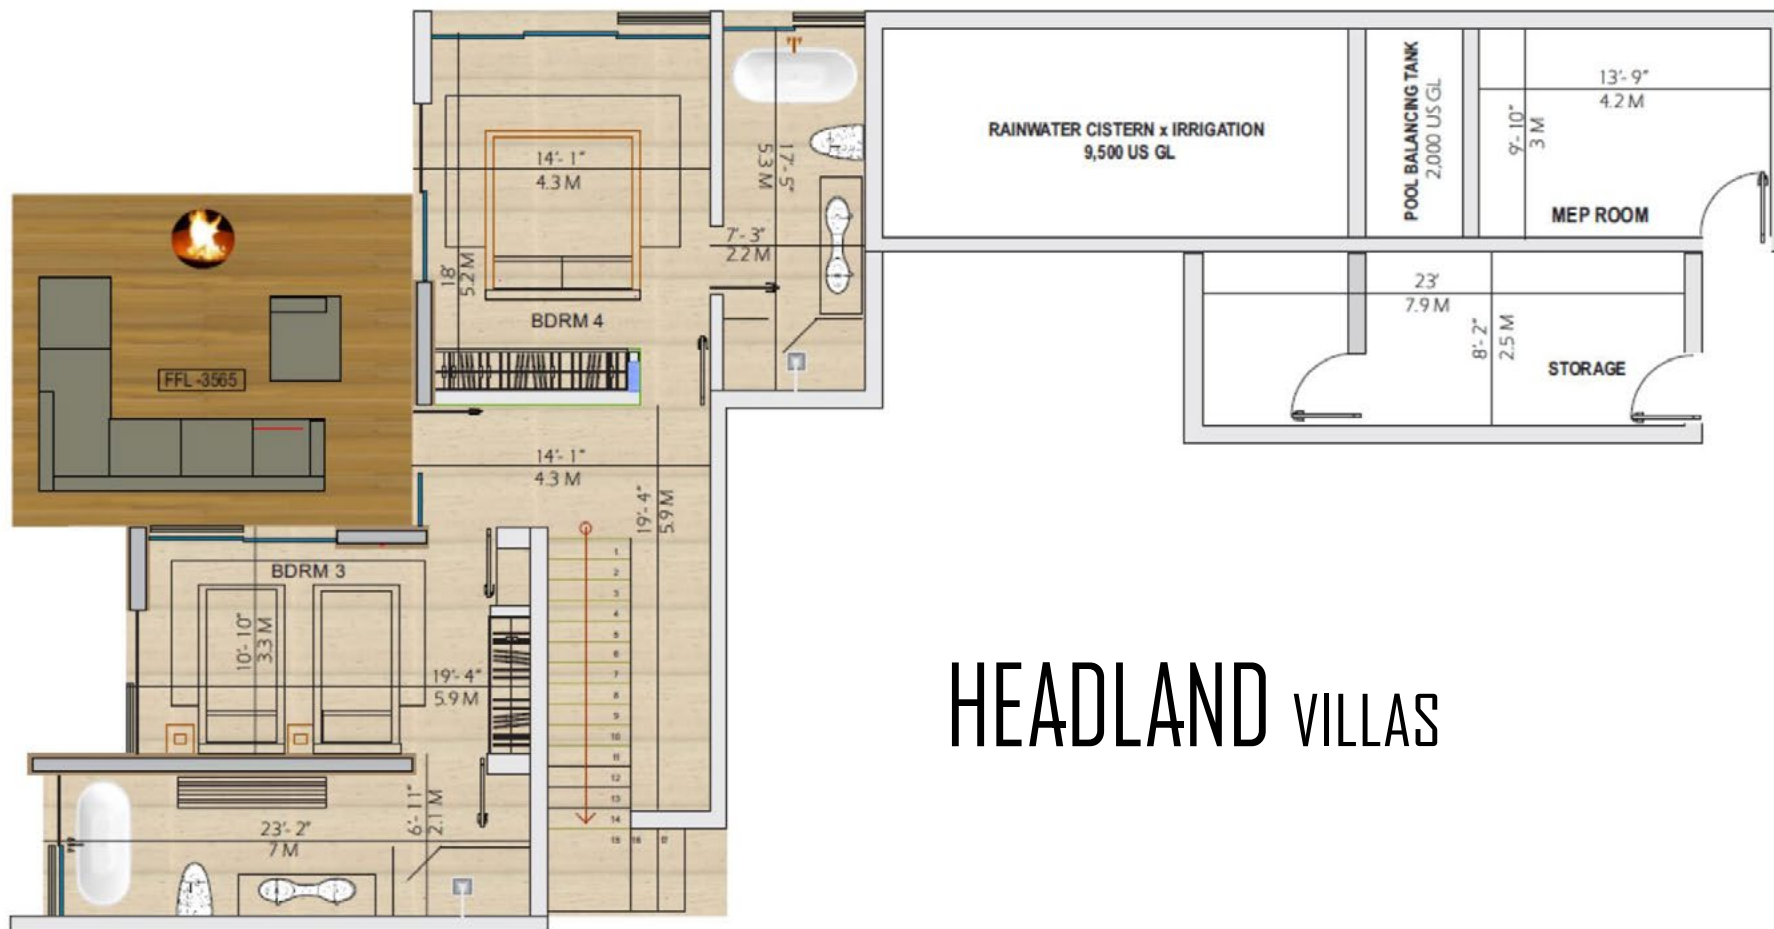 RAINWATER CISTERN x IRRIGATION
9,500 US GL
POOL BALANCING TANK
2,000 US GL
13'- 9"
4.2 M
9'- 10"
3 M
MEP ROOM
14'- 1"
4.3 M
17'- 5"
5.3 M
7'- 3"
2.2 M
18'
5.2 M
BDRM 4
23'
7.9 M
8'- 2"
2.5 M
STORAGE
FFL -3565
14'- 1"
4.3 M
19'- 4"
5.9 M
BDRM 3
10'- 10"
3.3 M
19'- 4"
5.9 M
1
2
3
4
5
6
7
8
9
10
11
12
13
14
15 16 17
HEADLAND VILLAS
6'- 11"
2.1 M
23'- 2"
7 M